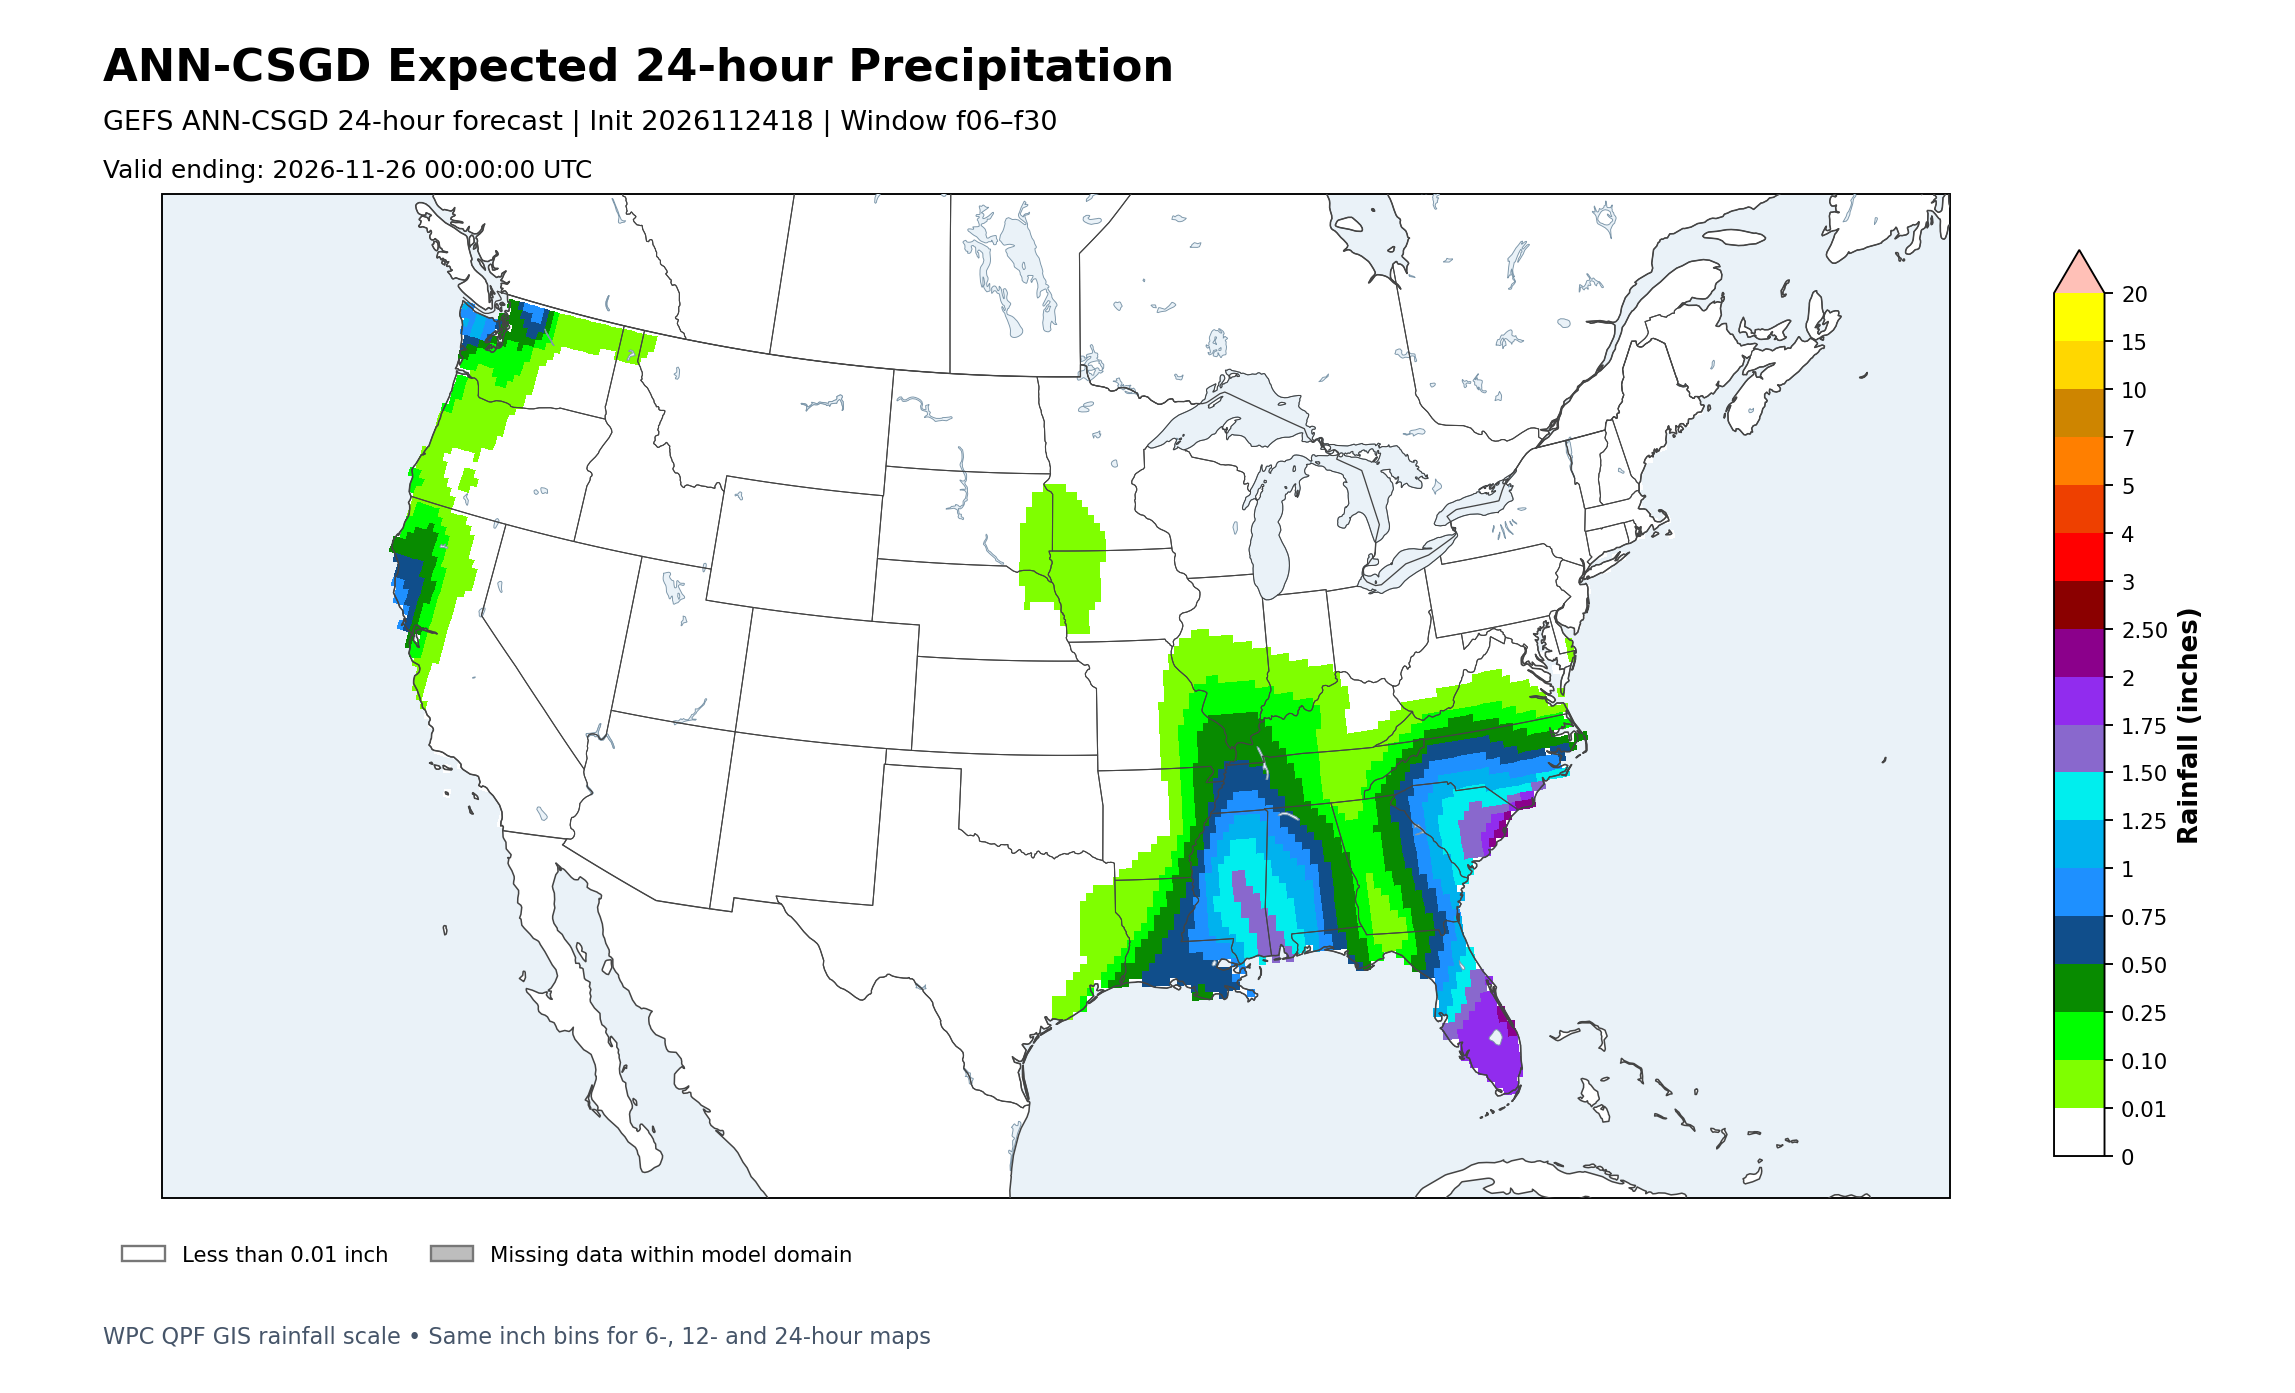 ANN-CSGD Expected 24-hour Precipitation
GEFS ANN-CSGD 24-hour forecast | Init 2026112418 | Window f06–f30
Valid ending: 2026-11-26 00:00:00 UTC
20
15
10
7
5
4
3
2.50
2
1.75
1.50
1.25
1
0.75
0.50
0.25
0.10
0.01
0
Rainfall (inches)
Less than 0.01 inch
Missing data within model domain
WPC QPF GIS rainfall scale • Same inch bins for 6-, 12- and 24-hour maps